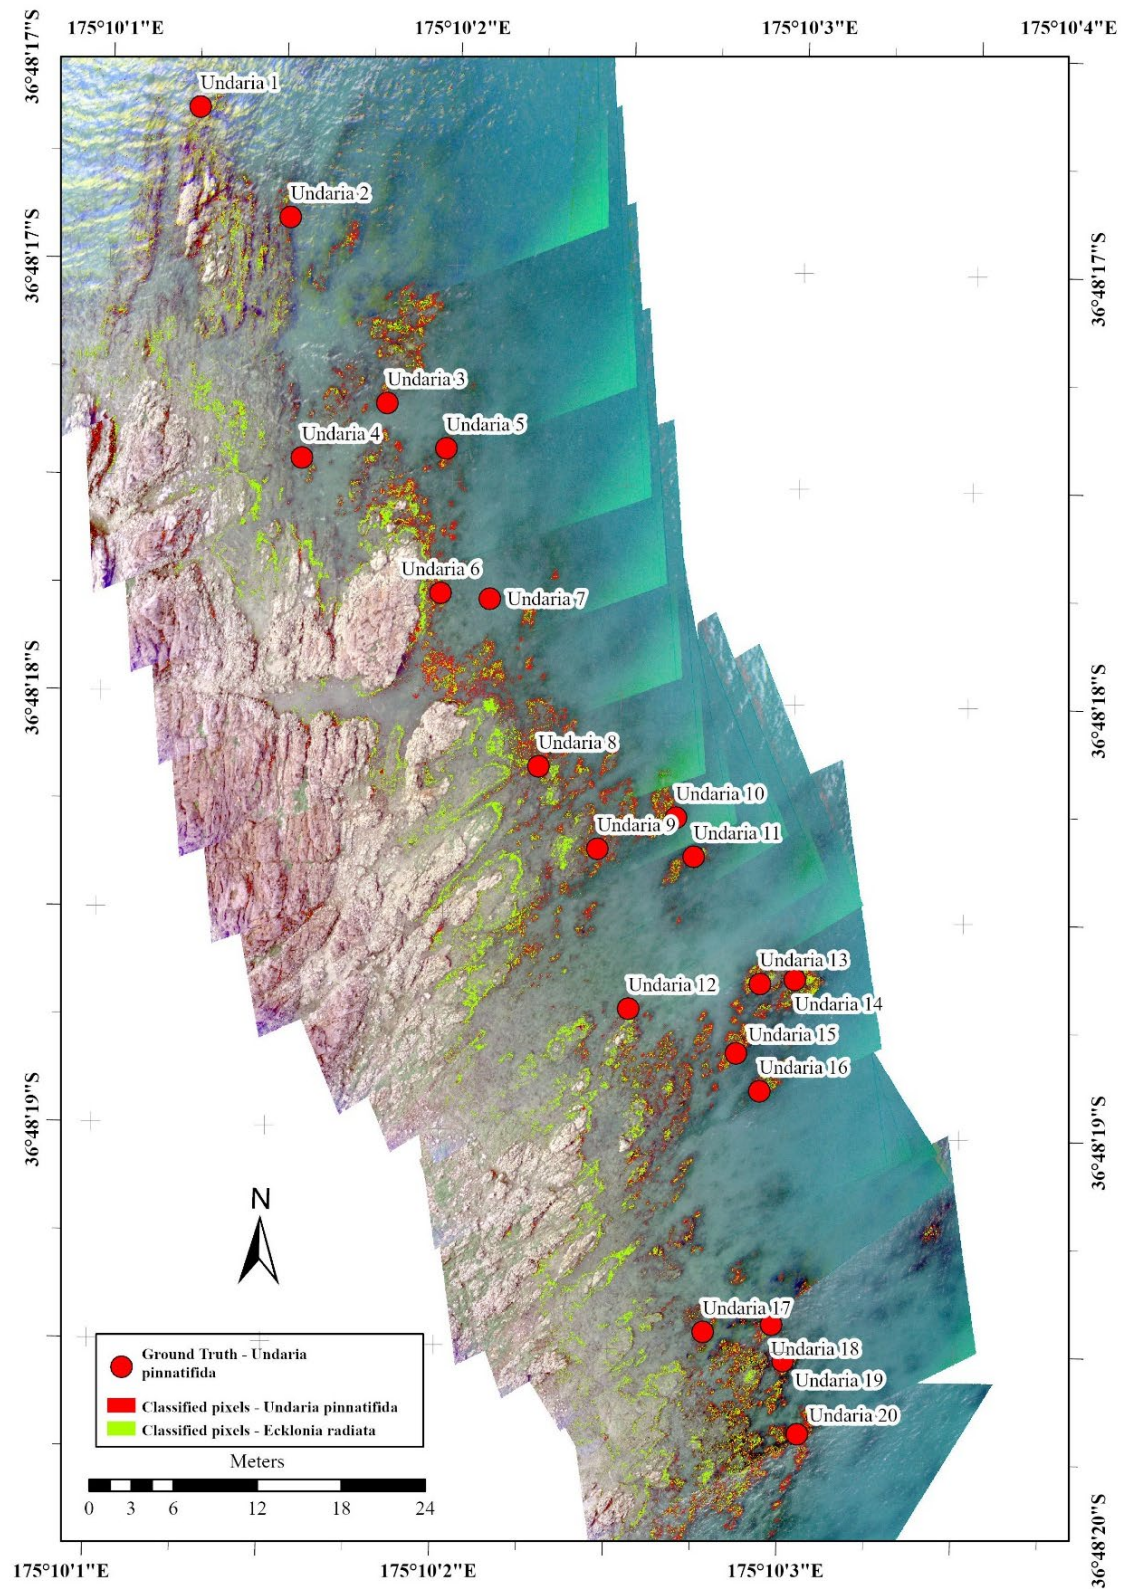 175°10'1"E
175°10'2"E
175°10'3"E
175°10'4"E
36°48'17"S
Undaria 1
Undaria 2
36°48'17"S
36°48'17"S
Undaria 3
Undaria 5
Undaria 4
Undaria 6
Undaria 7
36°48'18"S
36°48'18"S
Undaria 8
Undaria 10
Undaria 9
Undaria 11
Undaria 13
Undaria 12
Undaria 14
Undaria 15
Undaria 16
36°48'19"S
36°48'19"S
N
Undaria 17
Undaria 18
Undaria 19
Undaria 20
Ground Truth - Undaria
pinnatifida
Classified pixels - Undaria pinnatifida
Classified pixels - Ecklonia radiata
Meters
0 3 6 12 18 24
36°48'20"S
175°10'1"E
175°10'2"E
175°10'3"E